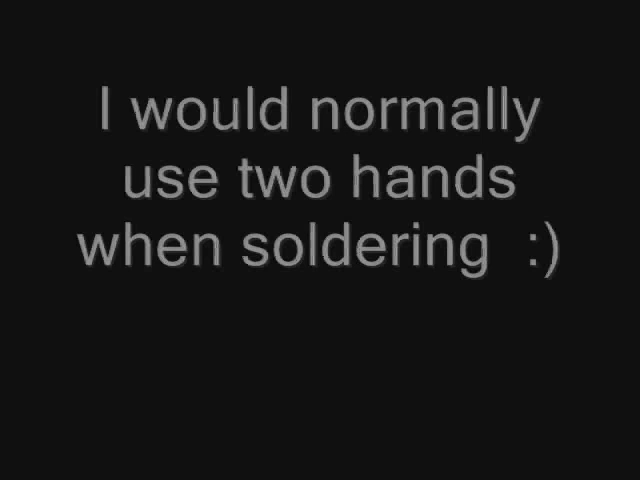 I would normally
use two hands
when soldering  :)